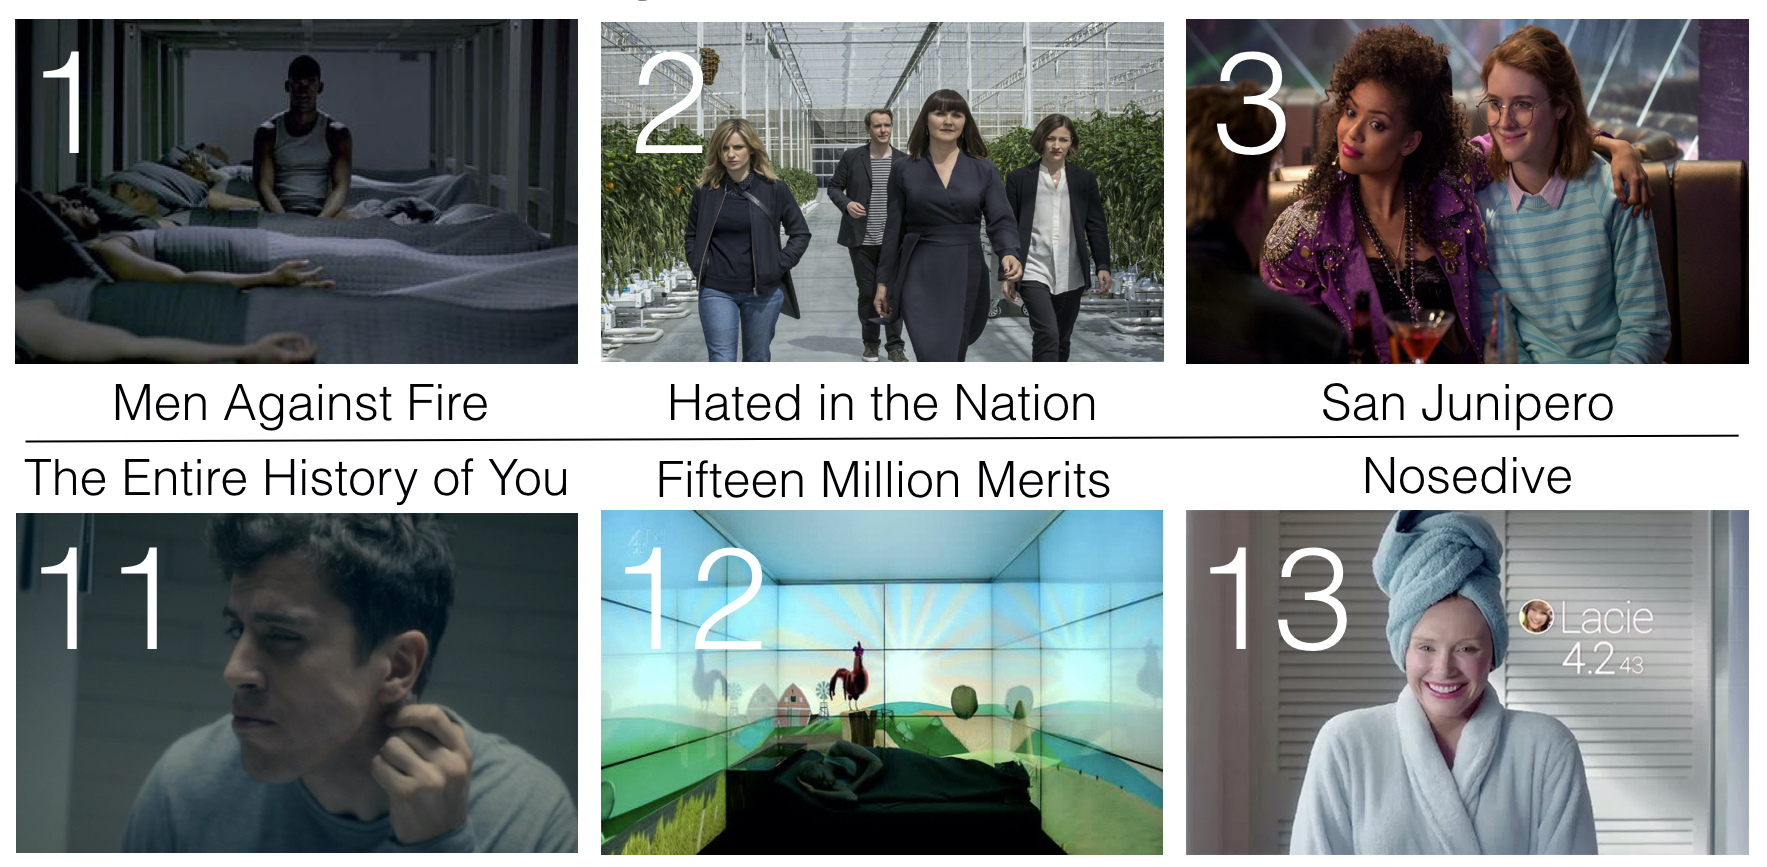 1
2
3
Men Against Fire
Hated in the Nation
San Junipero
The Entire History of You
Fifteen Million Merits
Nosedive
11
12
13
Lacie
4.243